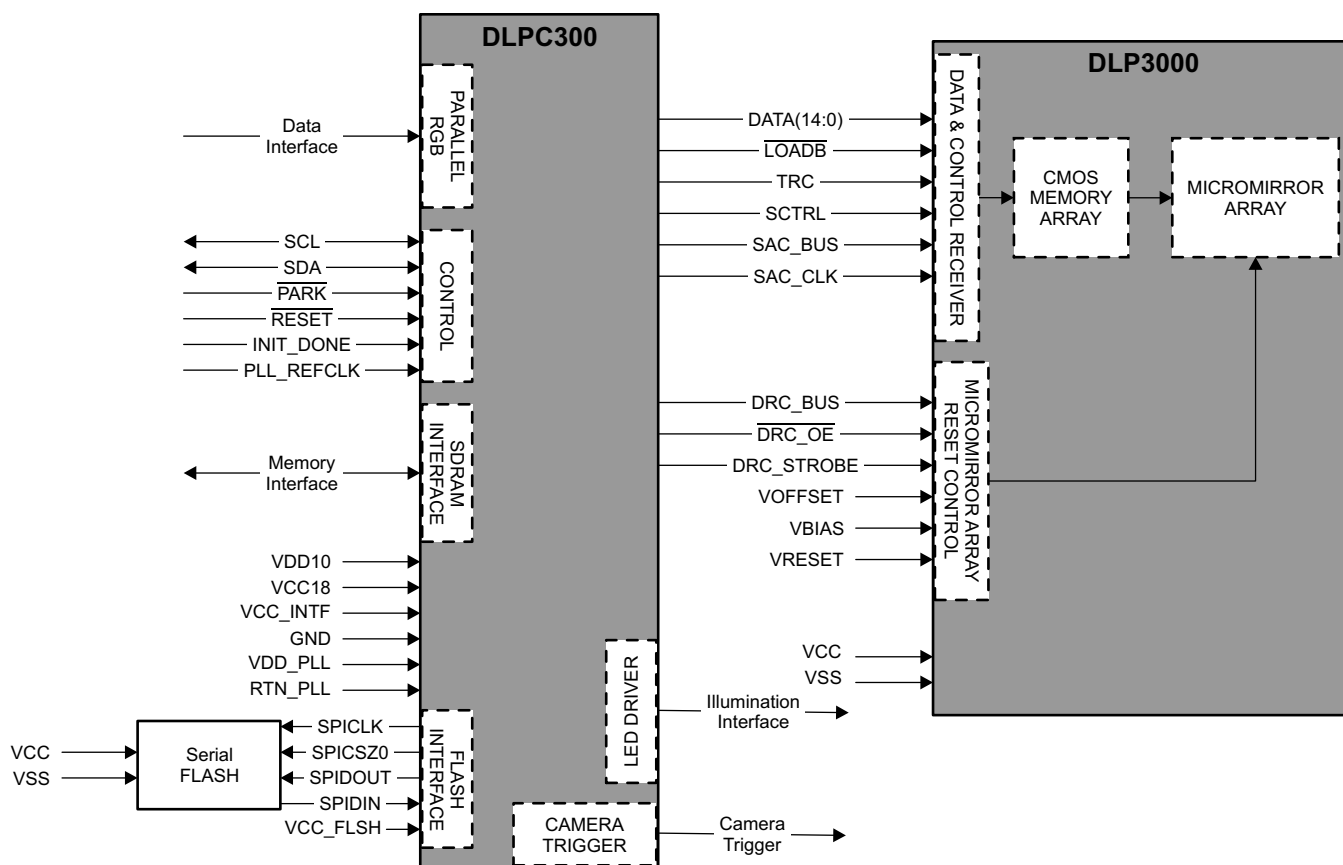 DLPC300
DLP3000
PARALLEL
RGB
Data
Interface
SCL
SDA
PARK
RESET
INIT_DONE
PLL_REFCLK
CONTROL
Memory
Interface
SDRAM
INTERFACE
VDD10
VCC18
VCC_INTF
GND
VDD_PLL
RTN_PLL
VCC
VSS
Serial
FLASH
SPICLK
SPICSZ0
SPIDOUT
SPIDIN
VCC_FLSH
FLASH
INTERFACE
LED DRIVER
CAMERA
TRIGGER
Illumination
Interface
Camera
Trigger
DATA(14:0)
LOADB
TRC
SCTRL
SAC_BUS
SAC_CLK
DATA & CONTROL RECEIVER
CMOS
MEMORY
ARRAY
MICROMIRROR
ARRAY
DRC_BUS
DRC_OE
DRC_STROBE
VOFFSET
VBIAS
VRESET
MICROMIRROR ARRAY
RESET CONTROL
VCC
VSS